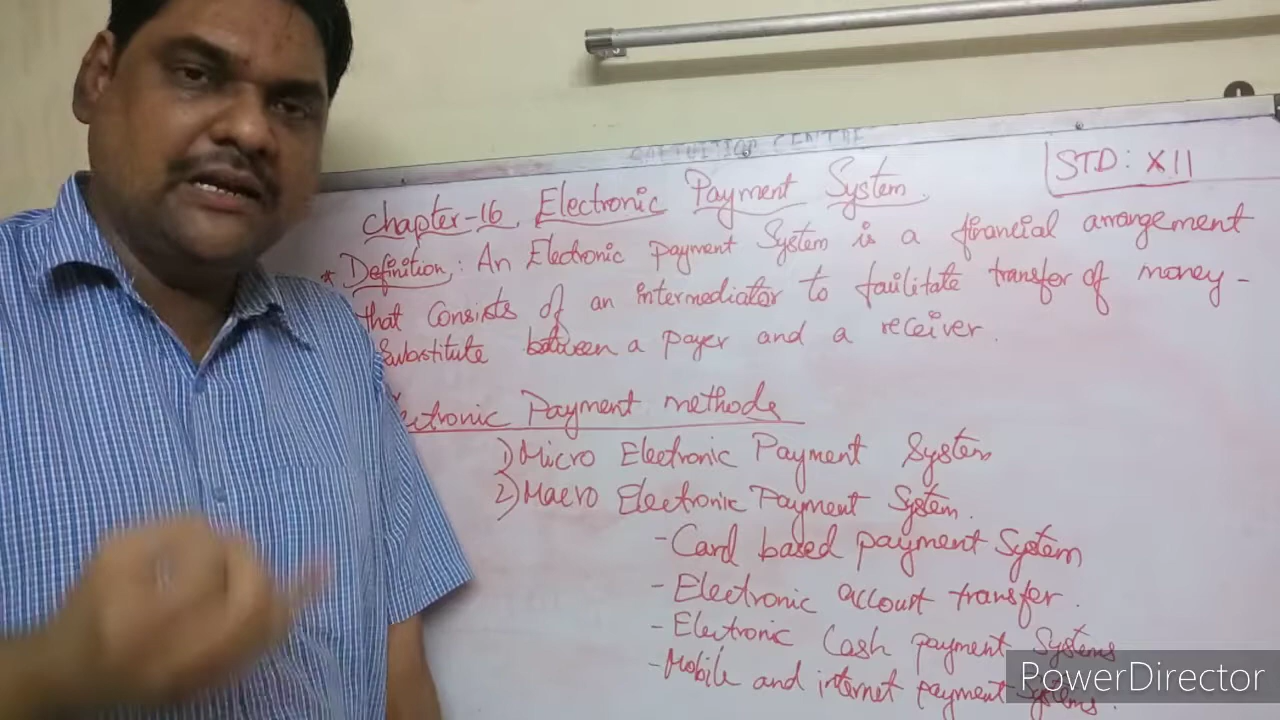 STD: XII
Chapter-16. Electronic Payment System.
* Definition: An Electronic payment System is a financial arrangement
that consists of an intermediator to failitate transfer of money -
Substitute between a payer and a receiver.
ectronic Payment methods
1) Micro Electronic Payment System
2) Macro Electronic Payment System.
- Card based payment System
- Electronic account transfer.
- Electronic Cash payment Systems
- Mobile and internet payment Systems.
PowerDirector